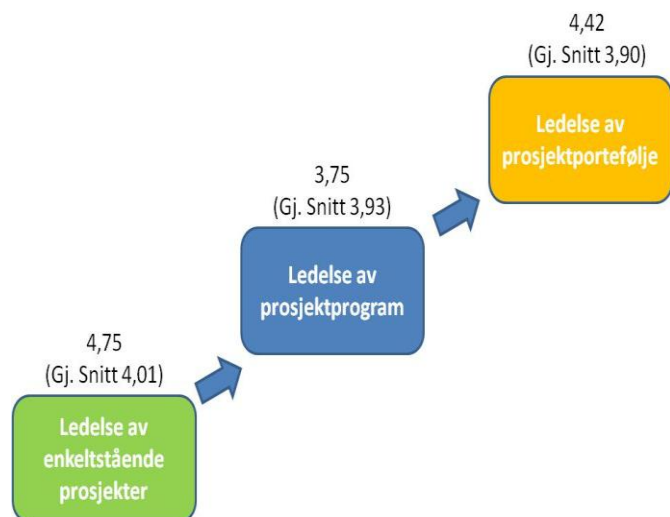 4,42
(Gj. Snitt 3,90)
Ledelse av
prosjektportefølje
3,75
(Gj. Snitt 3,93)
Ledelse av
prosjektprogram
4,75
(Gj. Snitt 4,01)
Ledelse av
enkeltstående
prosjekter